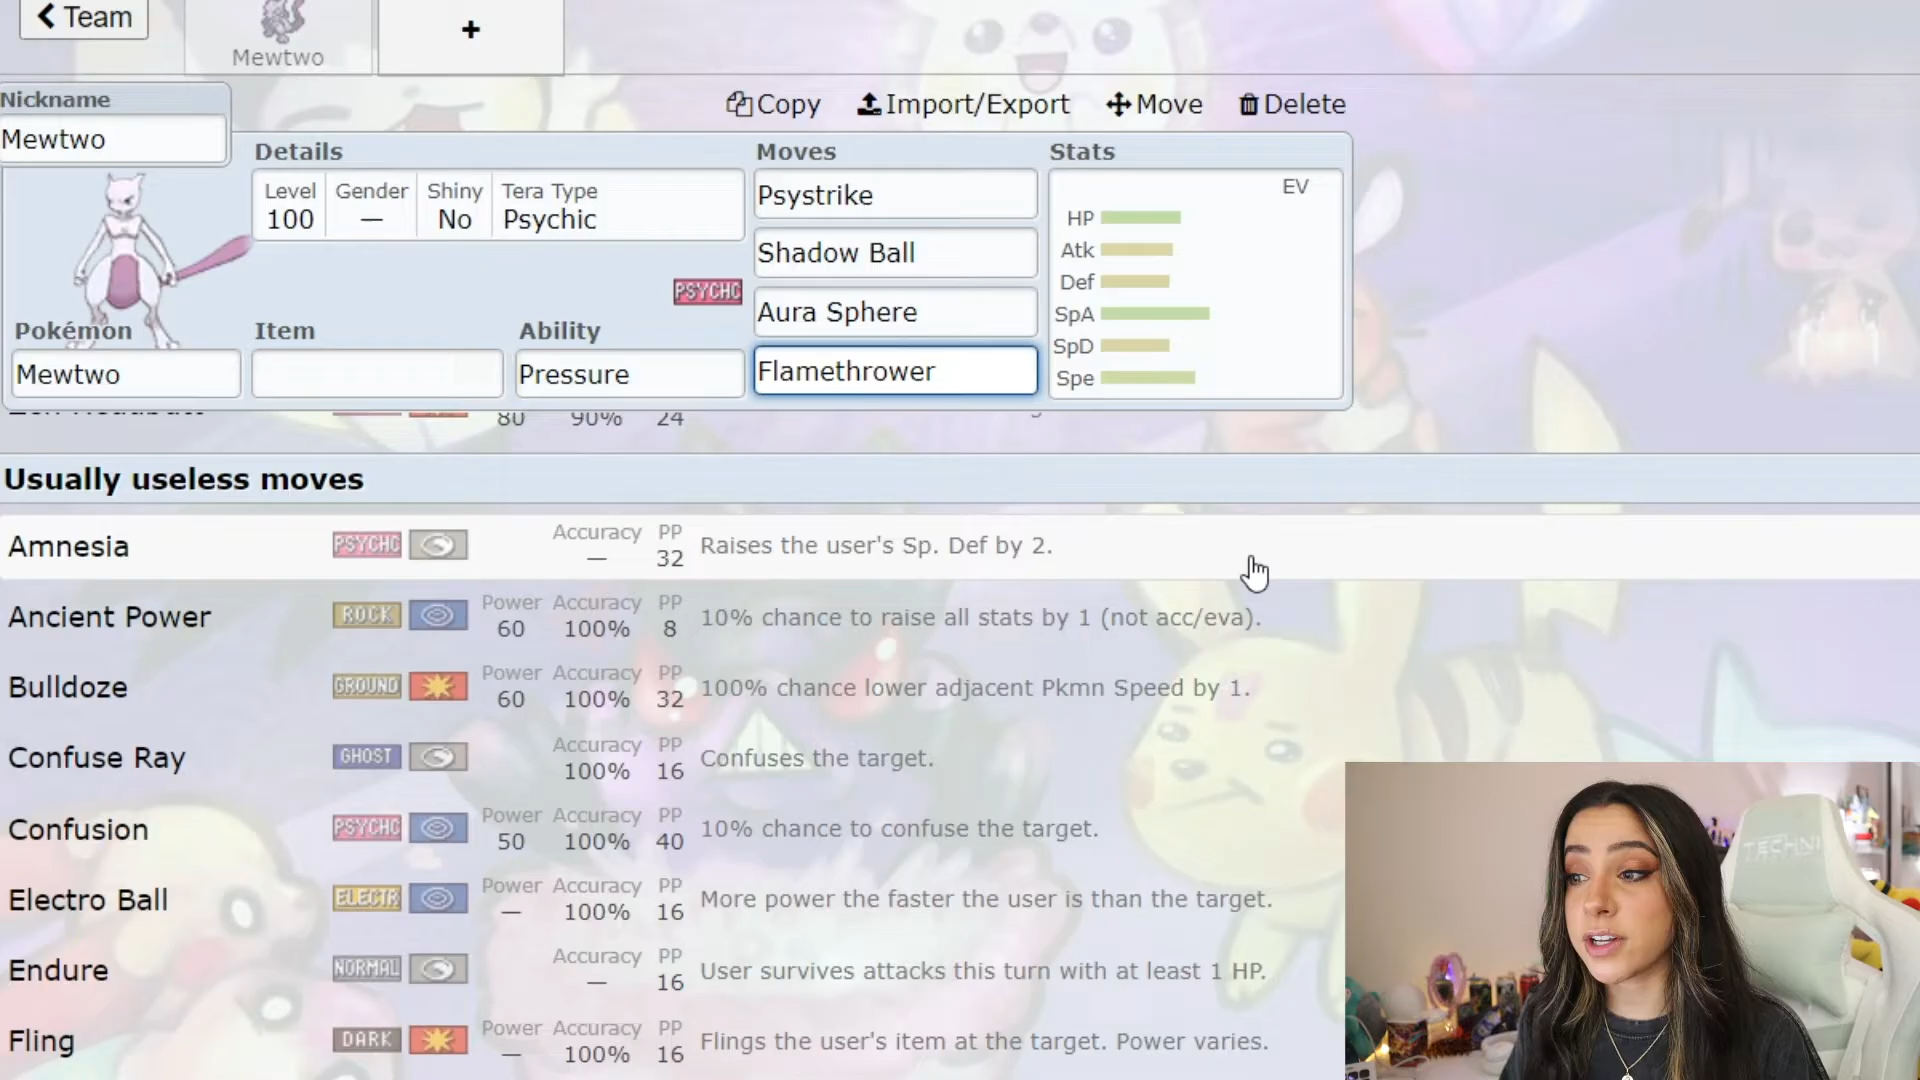 Team
Mewtwo
+
Nickname
Mewtwo
Copy
Import/Export
Move
Delete
Details
Moves
Stats
Level
Gender
Shiny
Tera Type
100
—
No
Psychic
Psystrike
Shadow Ball
Aura Sphere
Flamethrower
EV
HP
Atk
Def
SpA
SpD
Spe
PSYCHC
Pokémon
Item
Ability
Mewtwo
Pressure
80 90% 24
Usually useless moves
Amnesia PSYCHC Accuracy — PP 32 Raises the user's Sp. Def by 2.
Ancient Power ROCK Power 60 Accuracy 100% PP 8 10% chance to raise all stats by 1 (not acc/eva).
Bulldoze GROUND Power 60 Accuracy 100% PP 32 100% chance lower adjacent Pkmn Speed by 1.
Confuse Ray GHOST Accuracy 100% PP 16 Confuses the target.
Confusion PSYCHC Power 50 Accuracy 100% PP 40 10% chance to confuse the target.
Electro Ball ELECTR Power — Accuracy 100% PP 16 More power the faster the user is than the target.
Endure NORMAL Accuracy — PP 16 User survives attacks this turn with at least 1 HP.
Fling DARK Power — Accuracy 100% PP 16 Flings the user's item at the target. Power varies.
TECHNI